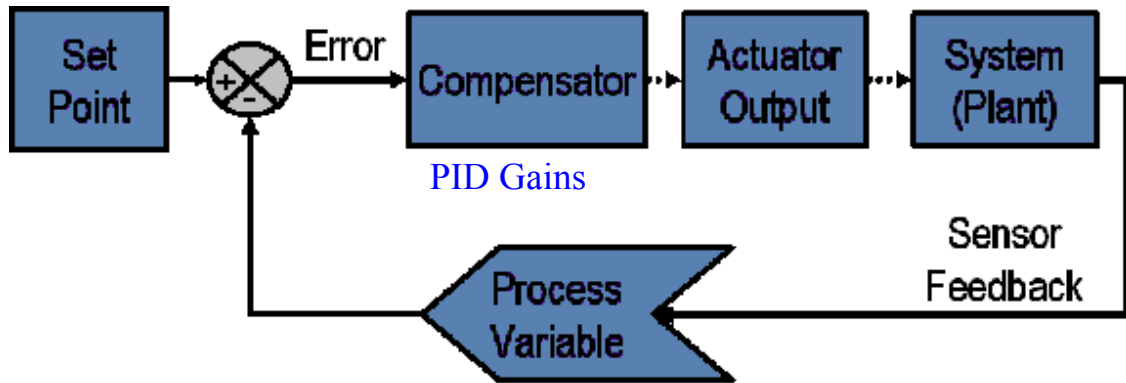 Set
Point
+
-
Error
Compensator
Actuator
Output
System
(Plant)
PID Gains
Sensor
Feedback
Process
Variable